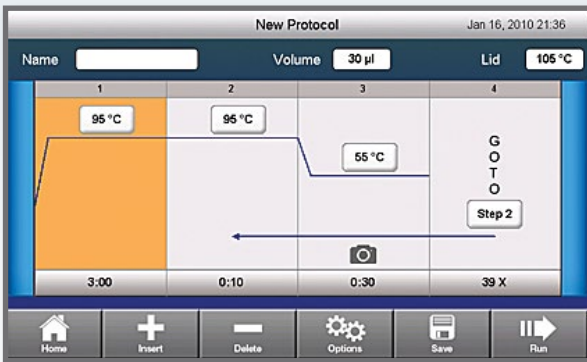 New Protocol Jan 16, 2010 21:36
Name Volume 30 µl Lid 105 °C
1 2 3 4
95 °C 95 °C
55 °C
G
O
T
O
Step 2
3:00 0:10 0:30 39 X
Home Insert Delete Options Save Run